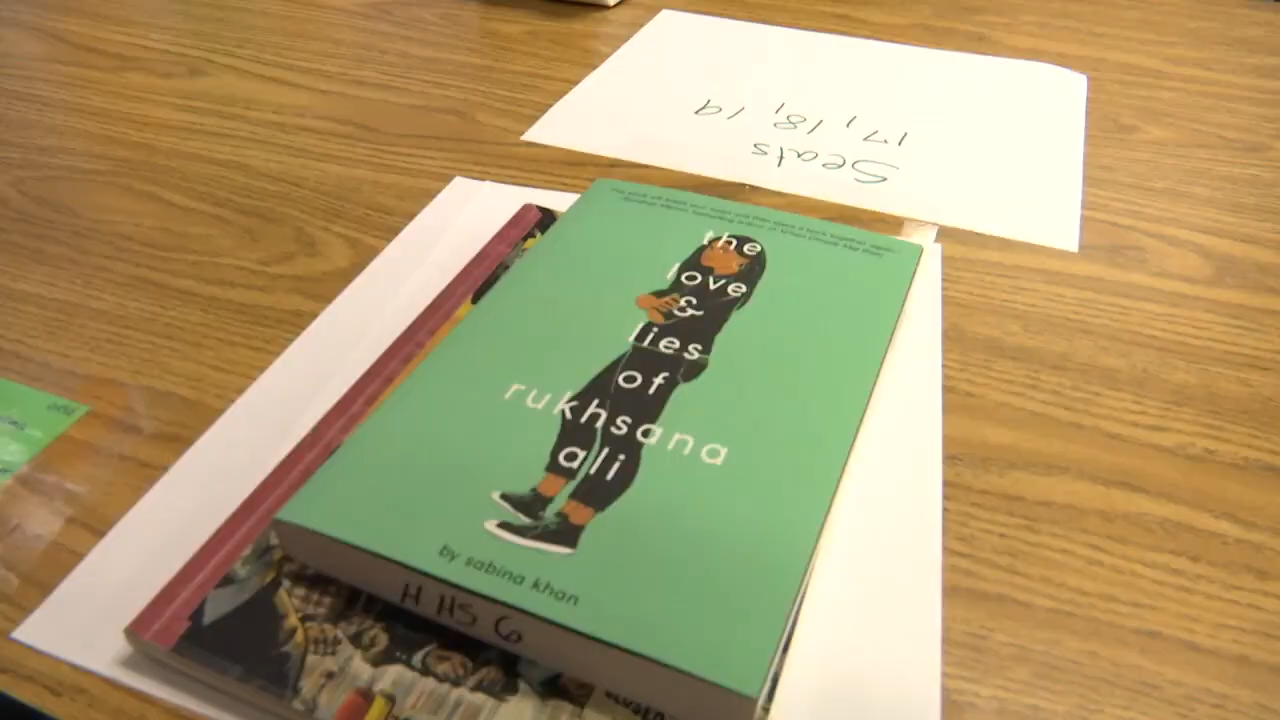 Seats
17, 18, 19
the
love
&
lies
of
rukhsana
ali
by sabina khan
H HS 6